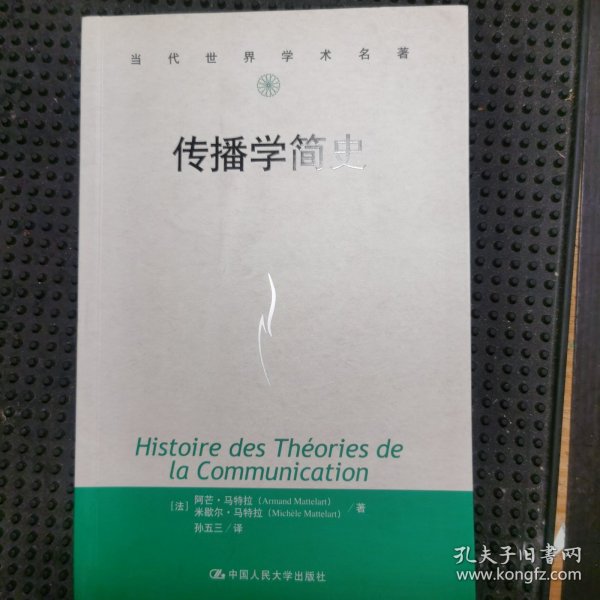 当代世界学术名著
传播学简史
Histoire des Théories de
la Communication
[法] 阿芒·马特拉 (Armand Mattelart)
米歇尔·马特拉 (Michèle Mattelart) / 著
孙五三 / 译
中国人民大学出版社
孔夫子旧书网
www.kongfz.com